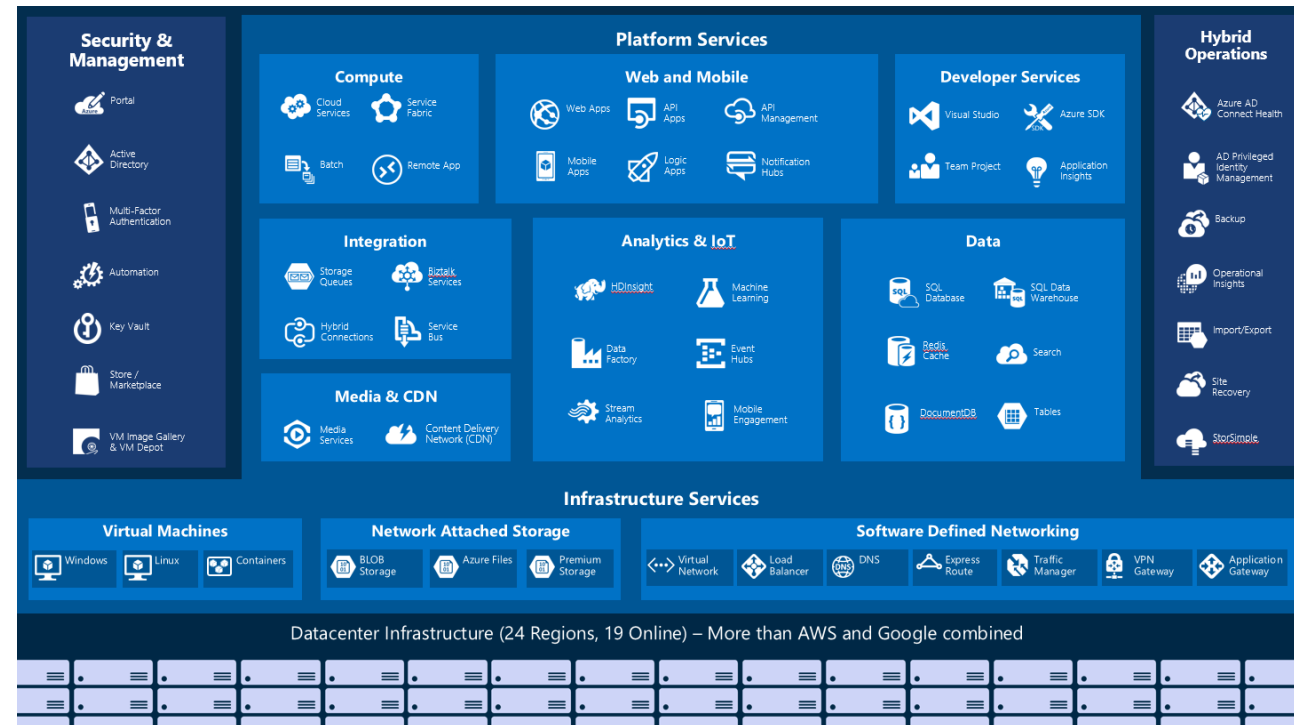 Security &
Management
Azure
Portal
Active
Directory
Multi-Factor
Authentication
Automation
Key Vault
Store /
Marketplace
VM Image Gallery
& VM Depot
Platform Services
Compute
Cloud
Services
Service
Fabric
Batch
Remote App
Web and Mobile
Web Apps
API
Apps
API
Management
Mobile
Apps
Logic
Apps
Notification
Hubs
Developer Services
Visual Studio
SDK
Azure SDK
Team Project
Application
Insights
Integration
Storage
Queues
Biztalk
Services
Hybrid
Connections
Service
Bus
Media & CDN
Media
Services
Content Delivery
Network (CDN)
Analytics & IoT
HDInsight
Machine
Learning
Data
Factory
Event
Hubs
Stream
Analytics
Mobile
Engagement
Data
SQL
SQL
Database
SQL
SQL Data
Warehouse
Redis
Cache
Search
{ }
DocumentDB
Tables
Hybrid
Operations
Azure AD
Connect Health
AD Privileged
Identity
Management
Backup
Operational
Insights
Import/Export
Site
Recovery
StorSimple
Infrastructure Services
Virtual Machines
Windows
Linux
Containers
Network Attached Storage
10
01
BLOB
Storage
10
01
Azure Files
10
01
Premium
Storage
Software Defined Networking
Virtual
Network
Load
Balancer
DNS
DNS
Express
Route
Traffic
Manager
VPN
Gateway
Application
Gateway
Datacenter Infrastructure (24 Regions, 19 Online) – More than AWS and Google combined